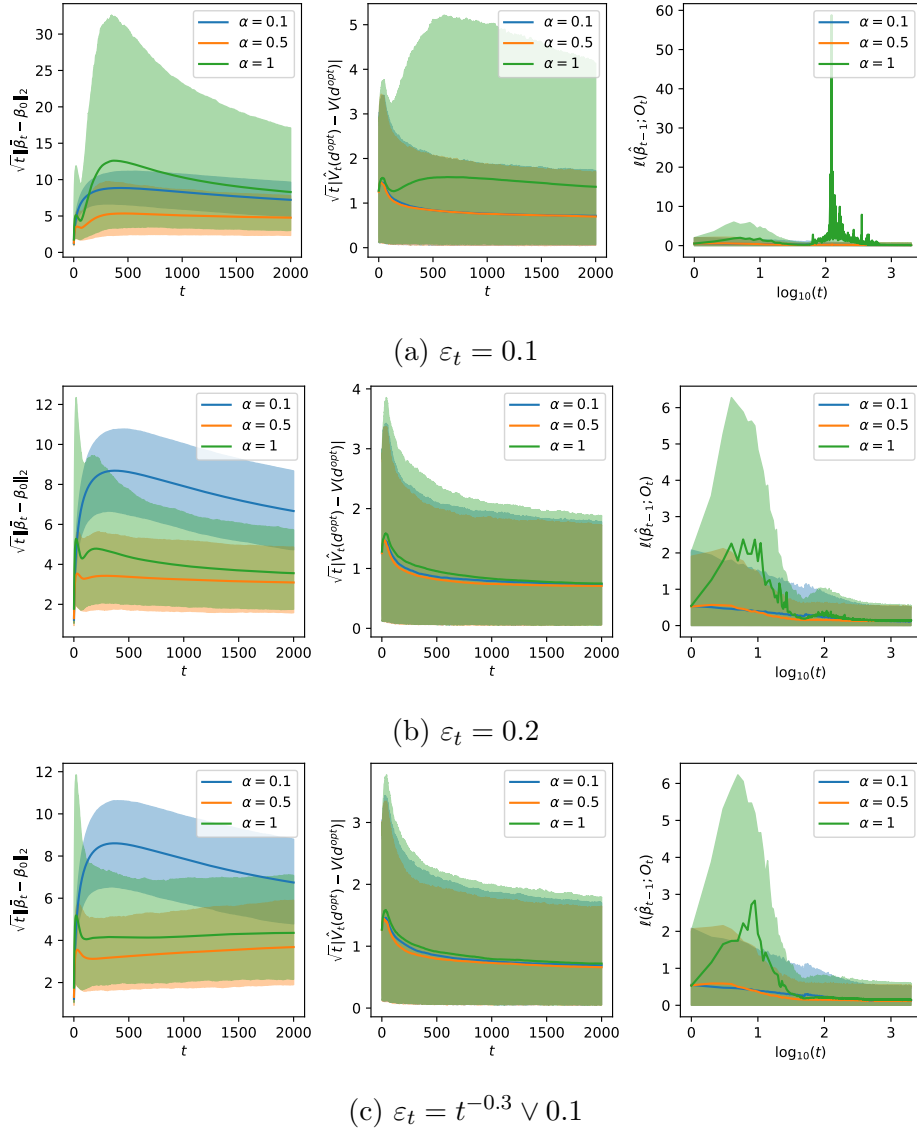 α = 0.1
α = 0.5
α = 1
30
25
20
15
10
5
0
√t‖β̄ₜ − β₀‖₂
0 500 1000 1500 2000
t
α = 0.1
α = 0.5
α = 1
5
4
3
2
1
0
√t|V̂ₜ(d^opt) − V(d^opt)|
0 500 1000 1500 2000
t
α = 0.1
α = 0.5
α = 1
60
50
40
30
20
10
0
ℓ(β̂ₜ₋₁; Oₜ)
0 1 2 3
log₁₀(t)
(a) εₜ = 0.1
α = 0.1
α = 0.5
α = 1
12
10
8
6
4
2
√t‖β̄ₜ − β₀‖₂
0 500 1000 1500 2000
t
α = 0.1
α = 0.5
α = 1
4
3
2
1
0
√t|V̂ₜ(d^opt) − V(d^opt)|
0 500 1000 1500 2000
t
α = 0.1
α = 0.5
α = 1
6
5
4
3
2
1
0
ℓ(β̂ₜ₋₁; Oₜ)
0 1 2 3
log₁₀(t)
(b) εₜ = 0.2
α = 0.1
α = 0.5
α = 1
12
10
8
6
4
2
√t‖β̄ₜ − β₀‖₂
0 500 1000 1500 2000
t
α = 0.1
α = 0.5
α = 1
3
2
1
0
√t|V̂ₜ(d^opt) − V(d^opt)|
0 500 1000 1500 2000
t
α = 0.1
α = 0.5
α = 1
6
5
4
3
2
1
0
ℓ(β̂ₜ₋₁; Oₜ)
0 1 2 3
log₁₀(t)
(c) εₜ = t^−0.3 ∨ 0.1